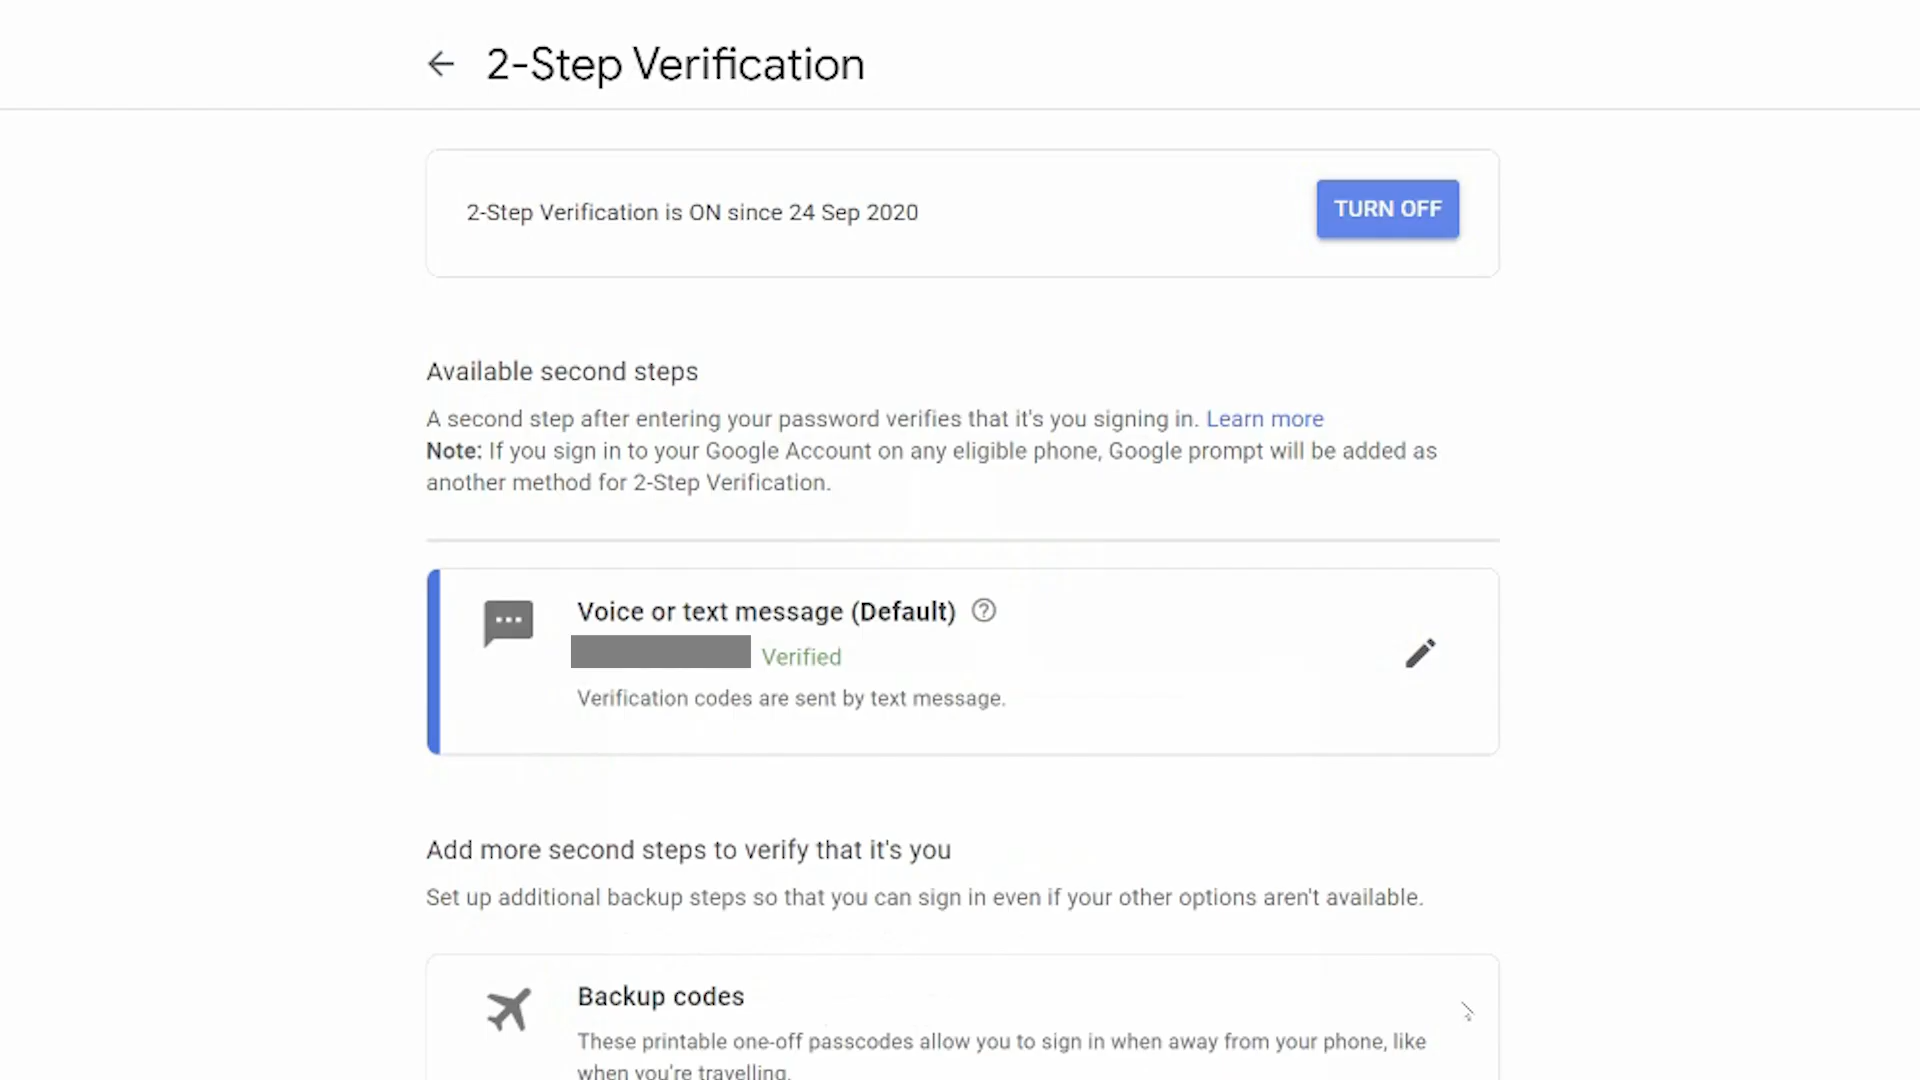 2-Step Verification
2-Step Verification is ON since 24 Sep 2020
TURN OFF
Available second steps
A second step after entering your password verifies that it's you signing in. Learn more
Note: If you sign in to your Google Account on any eligible phone, Google prompt will be added as
another method for 2-Step Verification.
Voice or text message (Default)
Verified
Verification codes are sent by text message.
Add more second steps to verify that it's you
Set up additional backup steps so that you can sign in even if your other options aren't available.
Backup codes
These printable one-off passcodes allow you to sign in when away from your phone, like
when you're travelling.